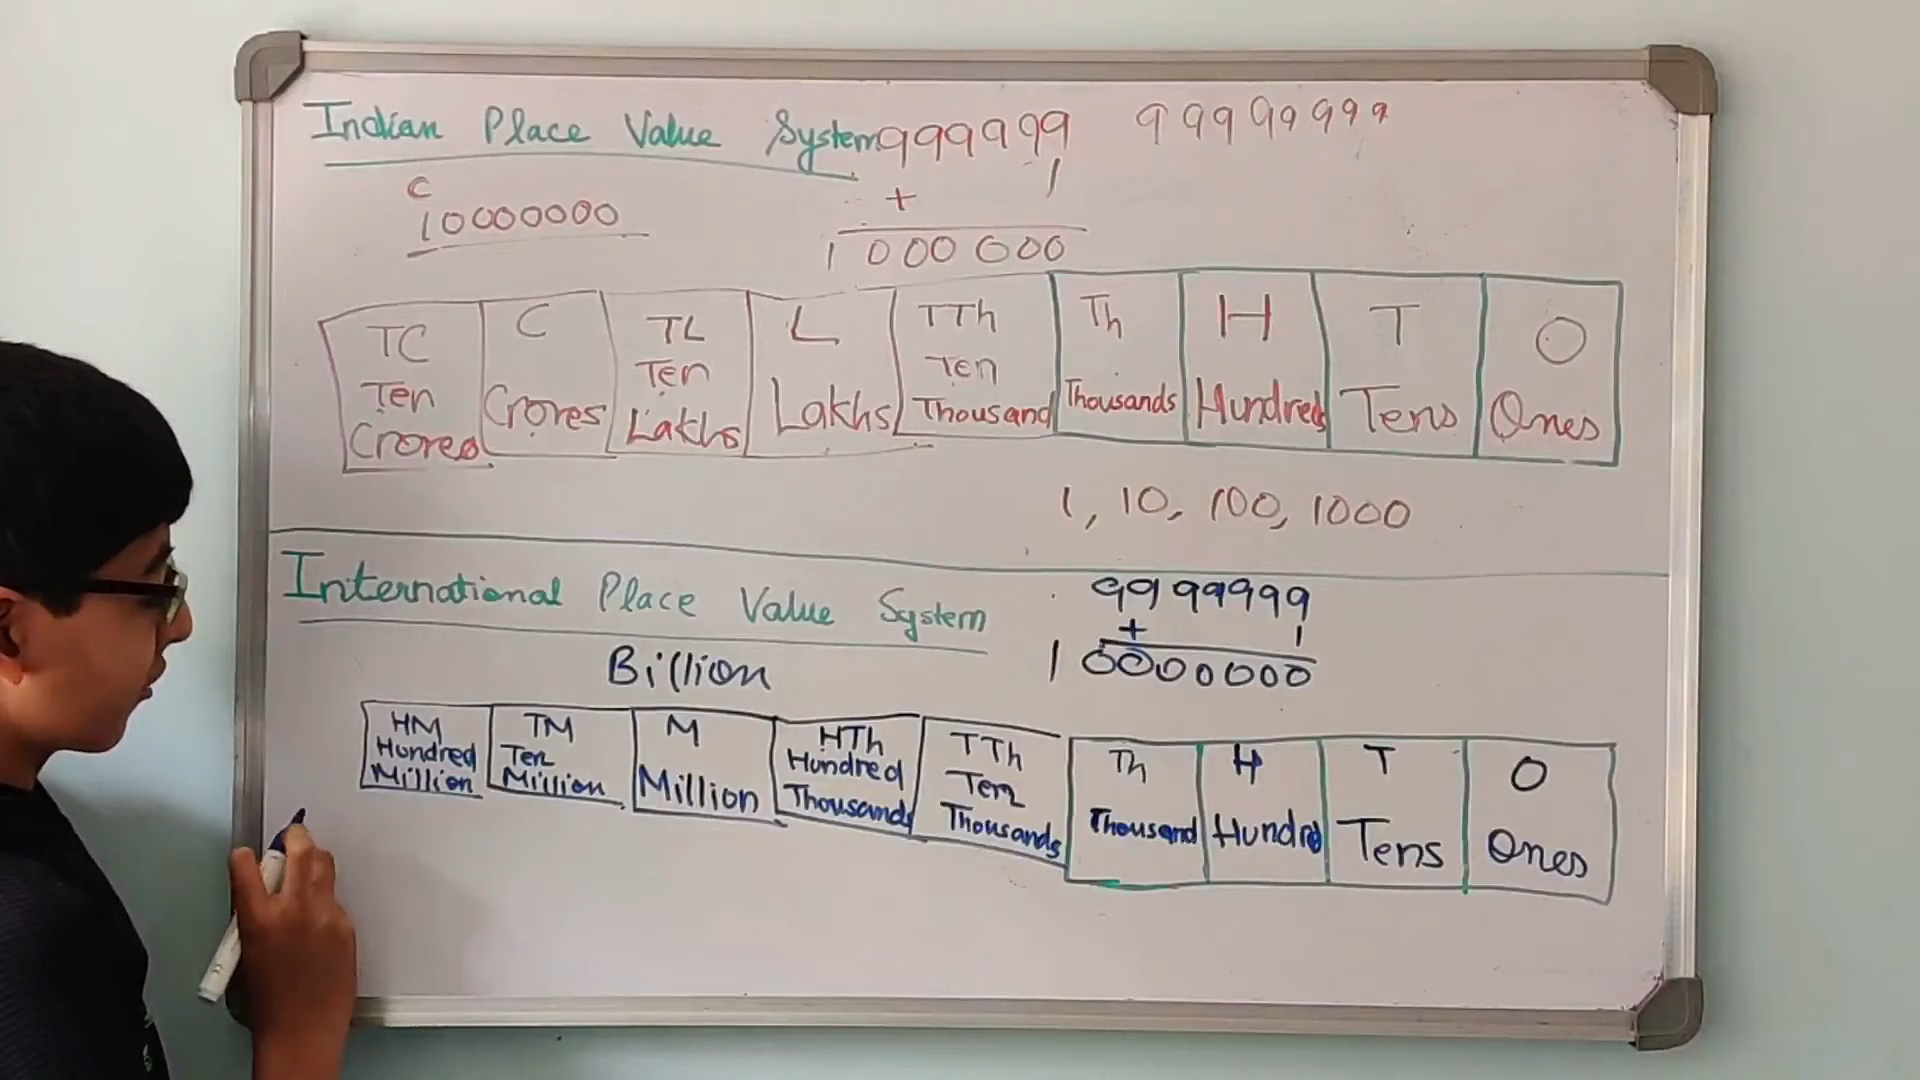 Indian Place Value System 999999 99999999
+ 1
C
10000000
1000000
TC C TL L TTh Th H T O
Ten Crores Crores Ten Lakhs Lakhs Ten Thousand Thousands Hundreds Tens Ones
1, 10, 100, 1000
International Place Value System
9999999
+ 1
10000000
Billion
HM TM M HTh TTh Th H T O
Hundred Million Ten Million Million Hundred Thousands Ten Thousands Thousand Hundred Tens Ones